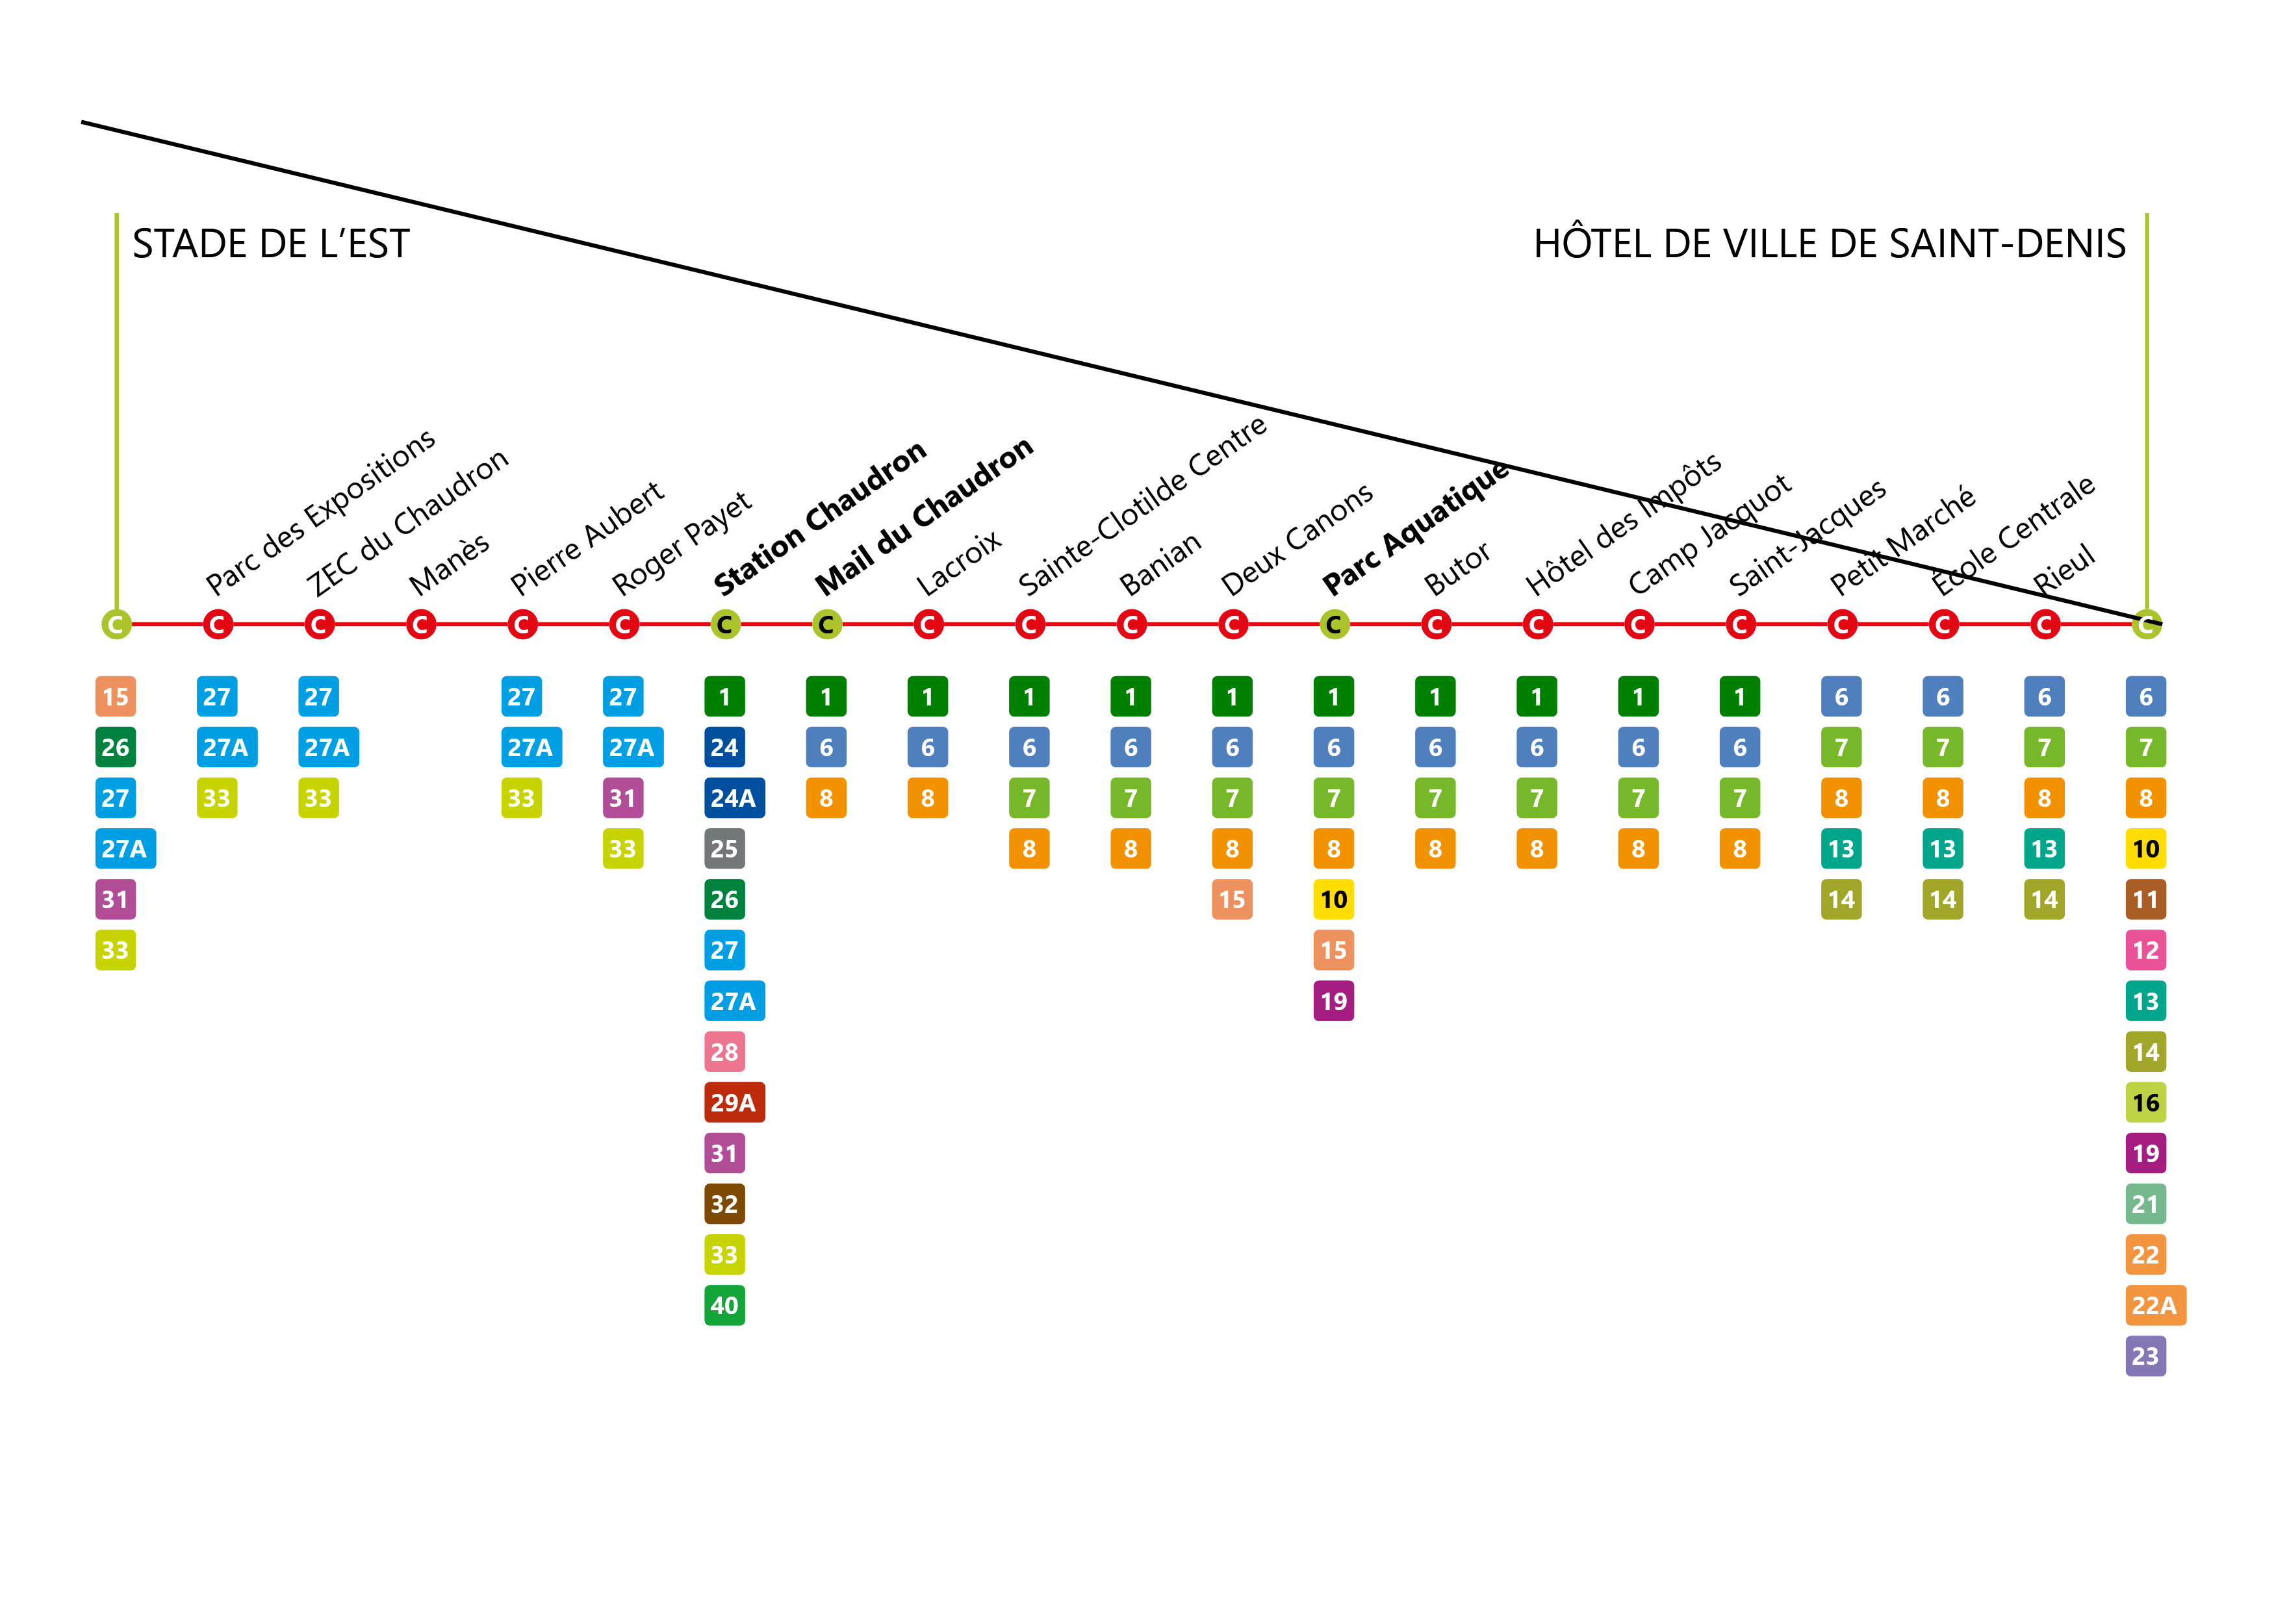 STADE DE L’EST
HÔTEL DE VILLE DE SAINT-DENIS
Parc des Expositions
ZEC du Chaudron
Manès
Pierre Aubert
Roger Payet
Station Chaudron
Mail du Chaudron
Lacroix
Sainte-Clotilde Centre
Banian
Deux Canons
Parc Aquatique
Butor
Hôtel des Impôts
Camp Jacquot
Saint-Jacques
Petit Marché
École Centrale
Rieul
C C C C C C C C C C C C C C C C C C C C C
15 27 27 27 27 1 1 1 1 1 1 1 1 1 1 1 6 6 6 6
26 27A 27A 27A 27A 24 6 6 6 6 6 6 6 6 6 6 7 7 7 7
27 33 33 33 31 24A 8 8 7 7 7 7 7 7 7 7 8 8 8 8
27A 33 25 8 8 8 8 8 8 8 8 13 13 13 10
31 26 15 10 14 14 14 11
33 27 15 12
27A 19 13
28 14
29A 16
31 19
32 21
33 22
40 22A
23